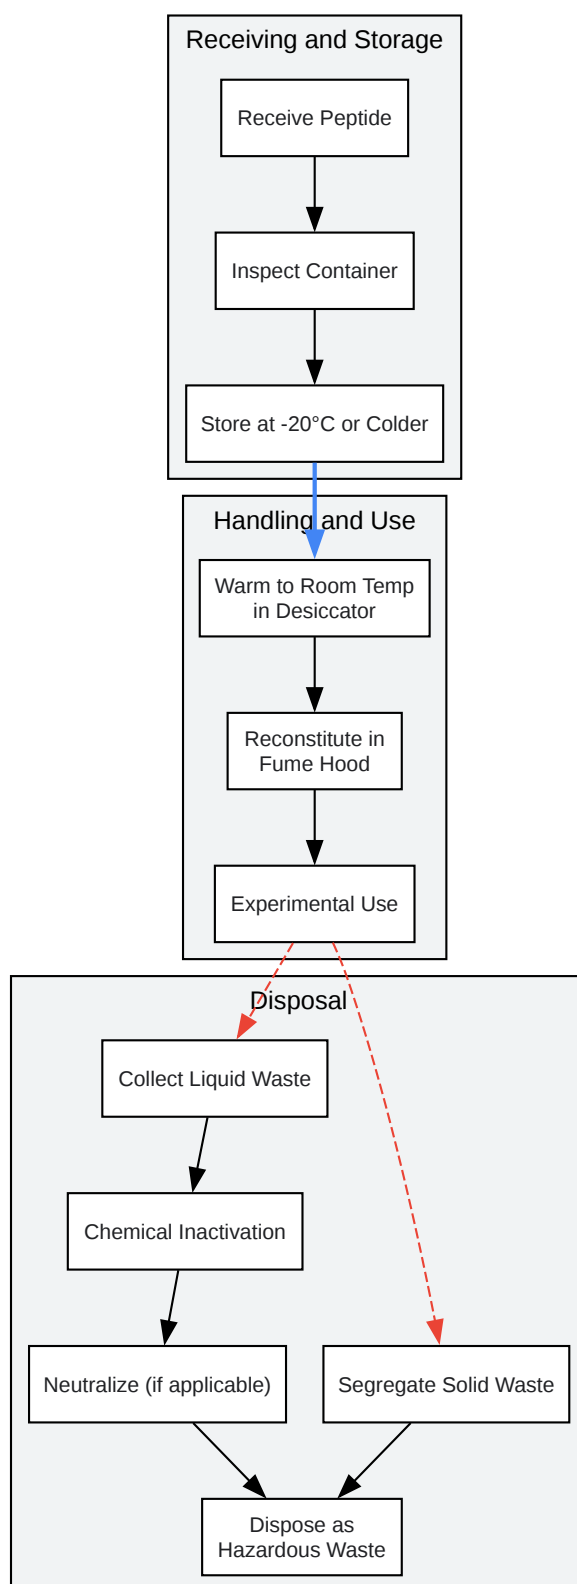 Receiving and Storage
Receive Peptide
Inspect Container
Store at -20°C or Colder
Handling and Use
Warm to Room Temp
in Desiccator
Reconstitute in
Fume Hood
Experimental Use
Disposal
Collect Liquid Waste
Chemical Inactivation
Neutralize (if applicable)
Segregate Solid Waste
Dispose as
Hazardous Waste